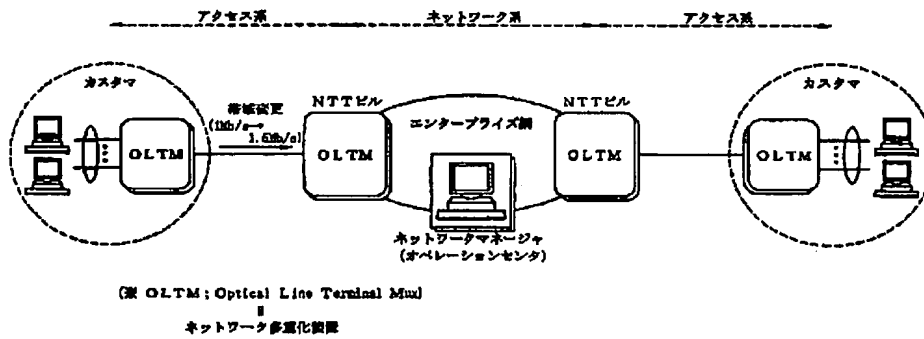 アクセス系
ネットワーク系
アクセス系
カスタマ
OLTM
帯域変更
(1Mb/s→
1.5Mb/s)
NTTビル
OLTM
エンタープライズ網
NTTビル
OLTM
カスタマ
OLTM
ネットワークマネージャ
(オペレーションセンタ)
(※ OLTM ; Optical Line Terminal Mux)
ネットワーク多重化装置